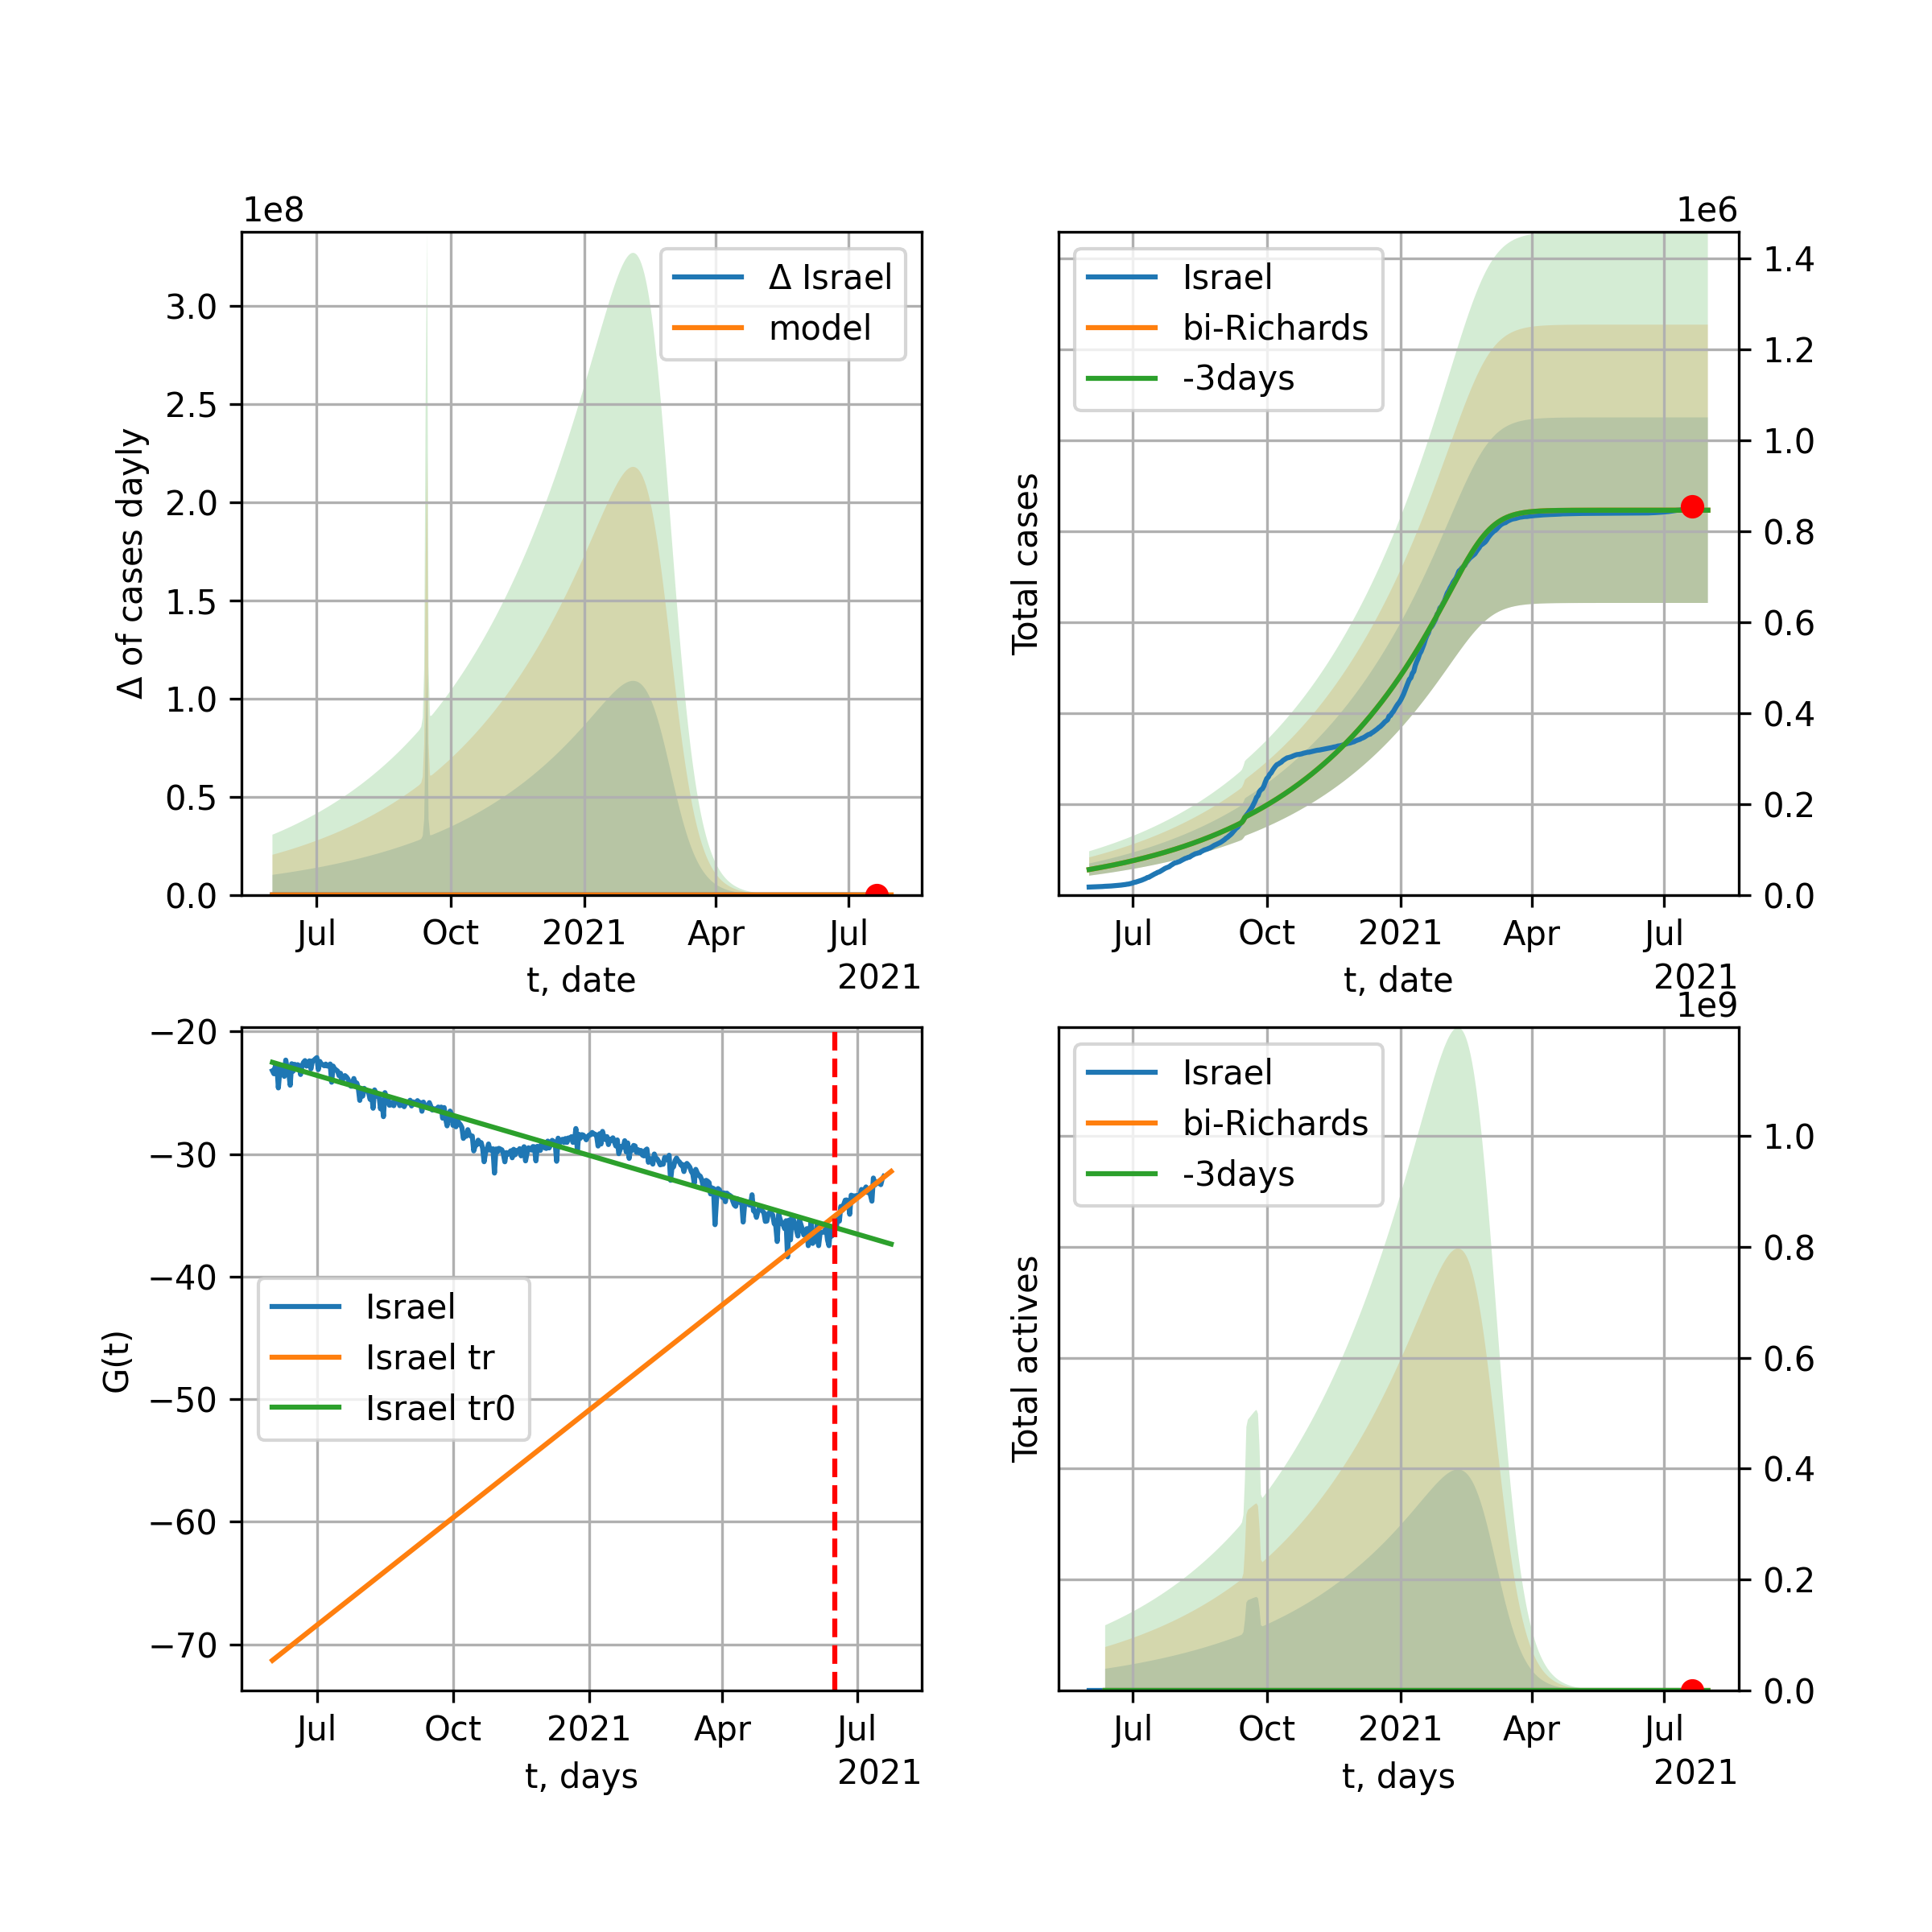 1e8
Δ of cases dayly
3.0
2.5
2.0
1.5
1.0
0.5
0.0
Δ Israel
model
Jul
Oct
2021
Apr
Jul
t, date
2021
1e6
Total cases
Israel
bi-Richards
-3days
1.4
1.2
1.0
0.8
0.6
0.4
0.2
0.0
Jul
Oct
2021
Apr
Jul
t, date
2021
G(t)
−20
−30
−40
−50
−60
−70
Israel
Israel tr
Israel tr0
Jul
Oct
2021
Apr
Jul
t, days
2021
1e9
Total actives
Israel
bi-Richards
-3days
1.0
0.8
0.6
0.4
0.2
0.0
Jul
Oct
2021
Apr
Jul
t, days
2021